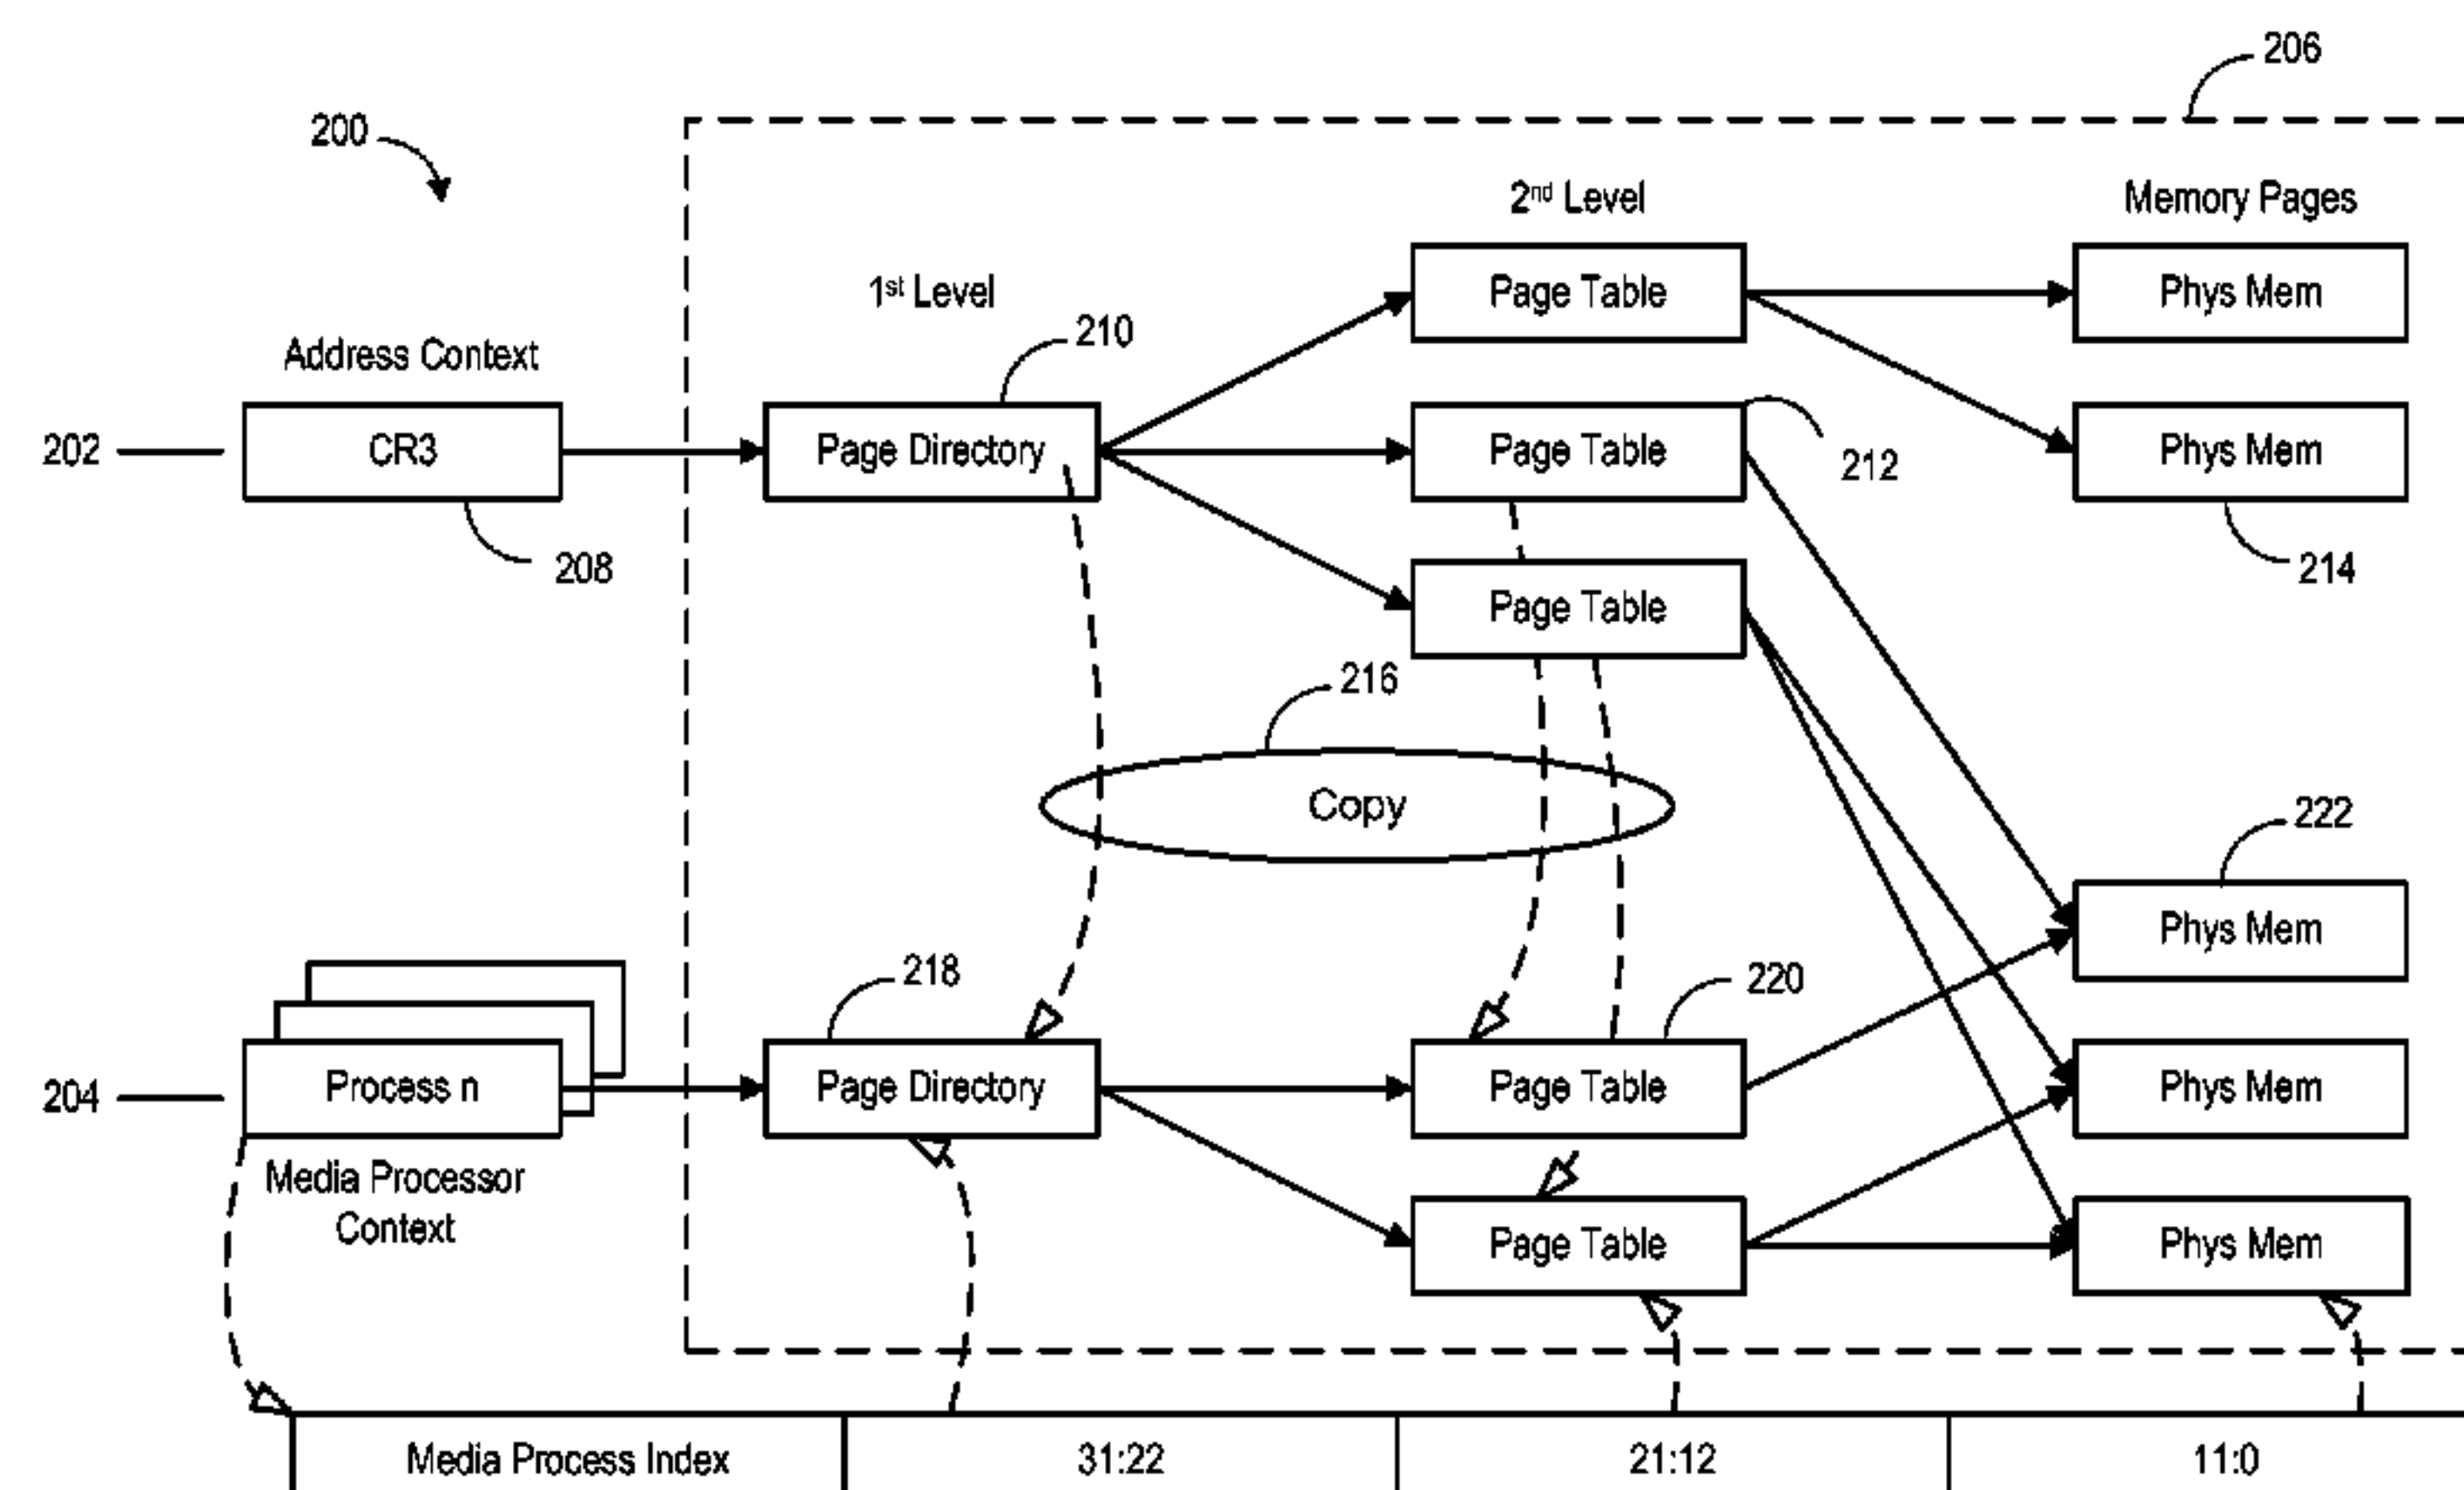 206
200
2nd Level
Memory Pages
Page Table
Phys Mem
1st Level
210
Address Context
202
CR3
Page Directory
Page Table
212
Phys Mem
208
214
Page Table
216
Copy
222
Phys Mem
218
220
204
Process n
Page Directory
Page Table
Phys Mem
Media Processor
Context
Page Table
Phys Mem
Media Process Index
31:22
21:12
11:0